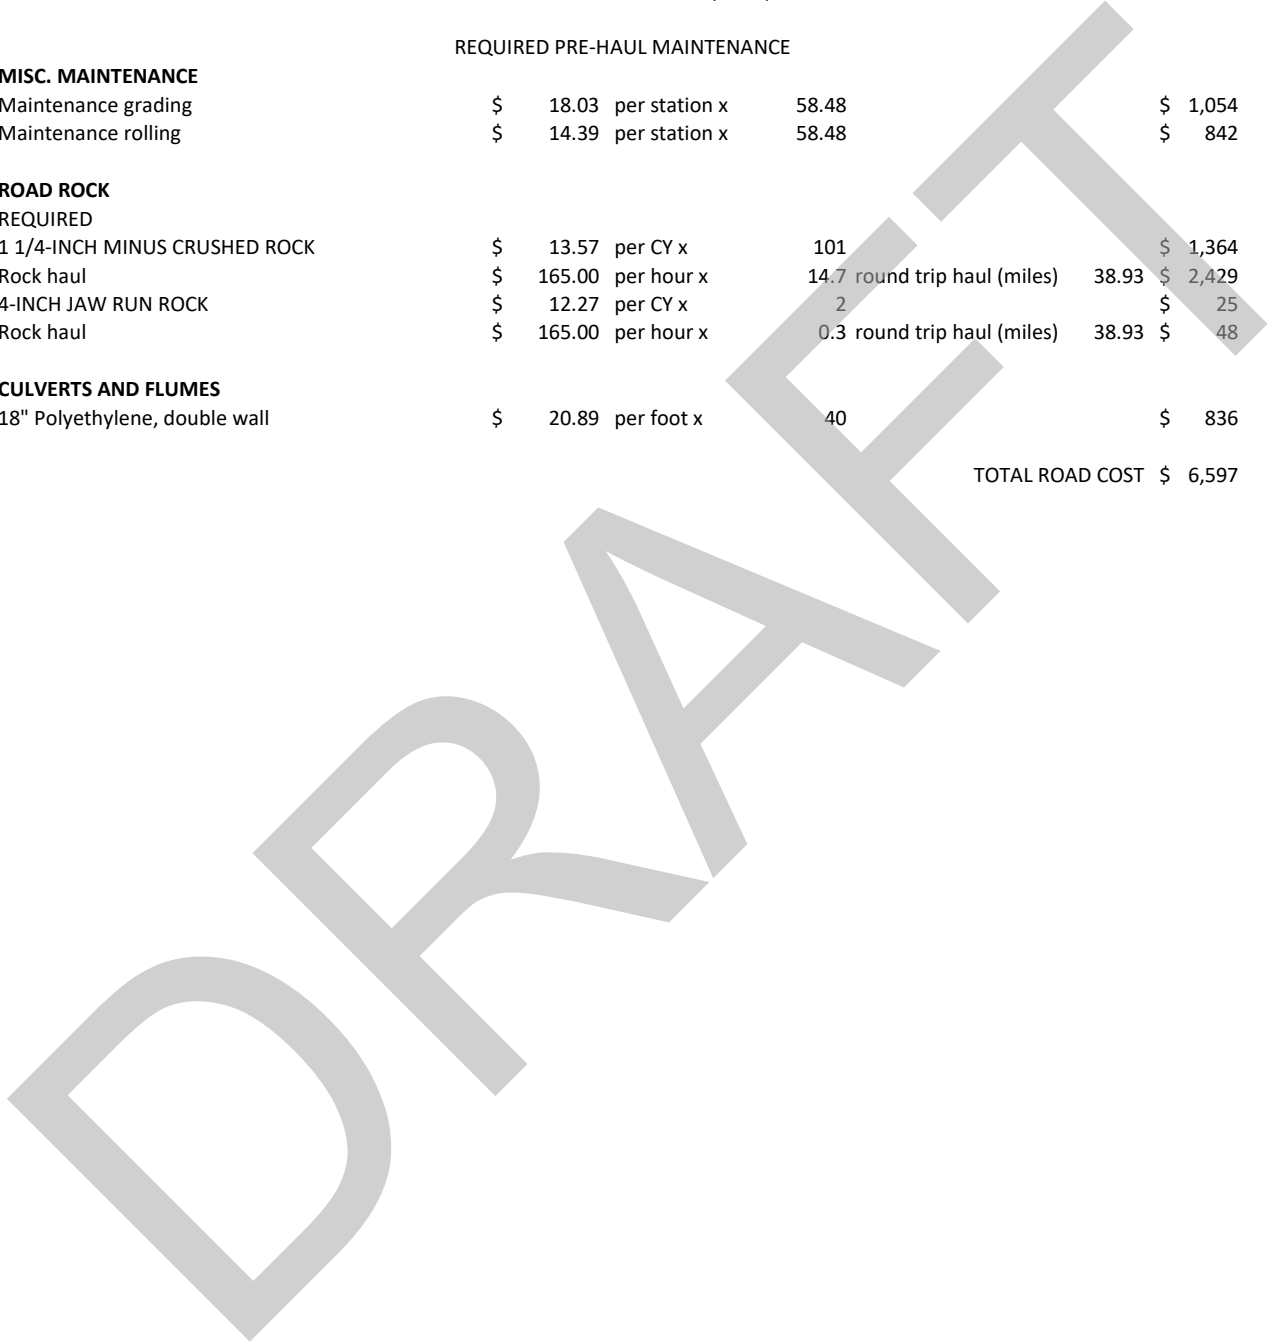 REQUIRED PRE-HAUL MAINTENANCE
MISC. MAINTENANCE
Maintenance grading $ 18.03 per station x 58.48 $ 1,054
Maintenance rolling $ 14.39 per station x 58.48 $ 842
ROAD ROCK
REQUIRED
1 1/4-INCH MINUS CRUSHED ROCK $ 13.57 per CY x 101 $ 1,364
Rock haul $ 165.00 per hour x 14.7 round trip haul (miles) 38.93 $ 2,429
4-INCH JAW RUN ROCK $ 12.27 per CY x 2 $ 25
Rock haul $ 165.00 per hour x 0.3 round trip haul (miles) 38.93 $ 48
CULVERTS AND FLUMES
18" Polyethylene, double wall $ 20.89 per foot x 40 $ 836
TOTAL ROAD COST $ 6,597
DRAFT